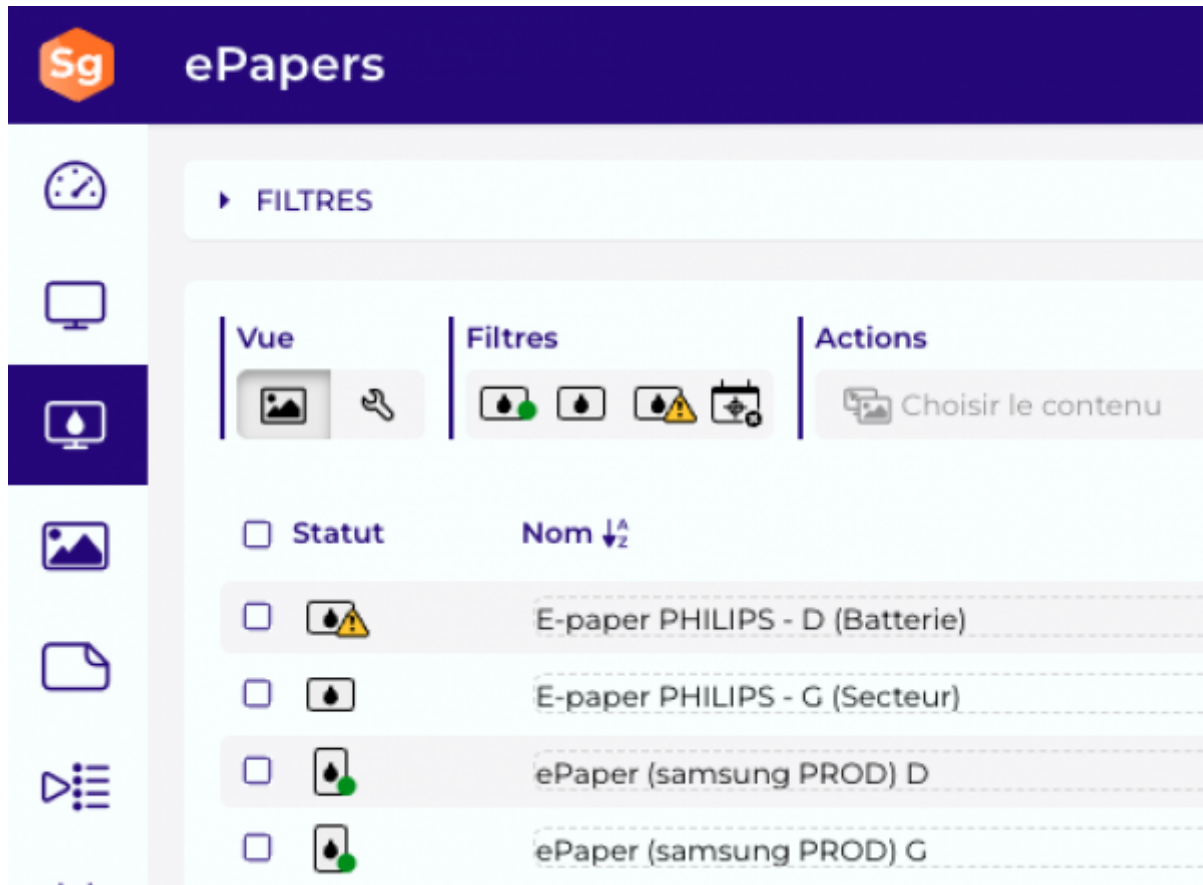 Sg ePapers
FILTRES
Vue Filtres Actions
Choisir le contenu
Statut Nom
E-paper PHILIPS - D (Batterie)
E-paper PHILIPS - G (Secteur)
ePaper (samsung PROD) D
ePaper (samsung PROD) G